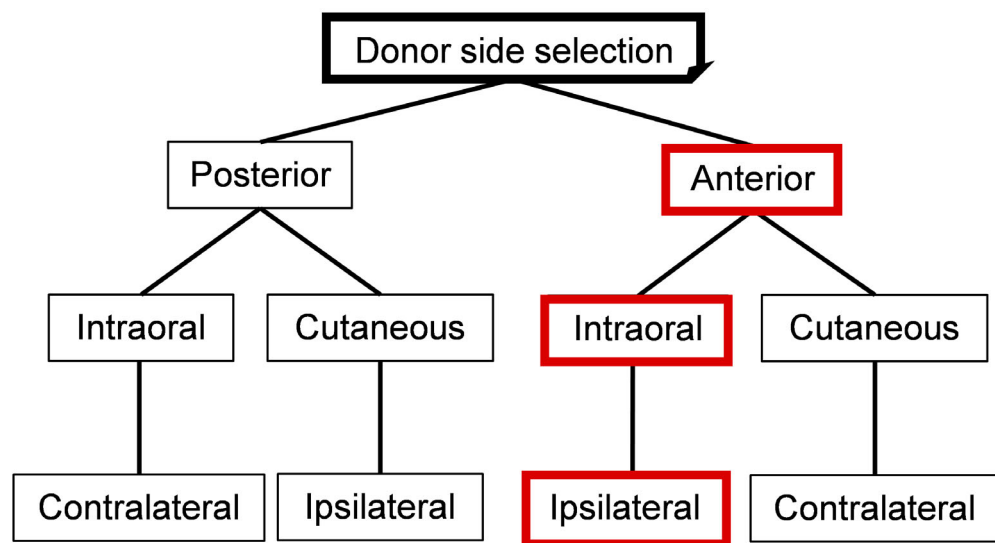 Donor side selection
Posterior
Anterior
Intraoral
Cutaneous
Intraoral
Cutaneous
Contralateral
Ipsilateral
Ipsilateral
Contralateral